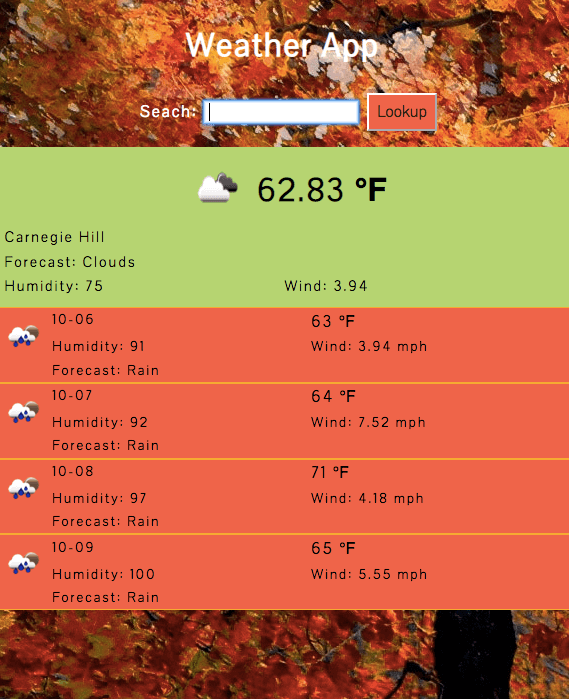 Weather App
Seach: Lookup
62.83 °F
Carnegie Hill
Forecast: Clouds
Humidity: 75 Wind: 3.94
10-06 63 °F
Humidity: 91 Wind: 3.94 mph
Forecast: Rain
10-07 64 °F
Humidity: 92 Wind: 7.52 mph
Forecast: Rain
10-08 71 °F
Humidity: 97 Wind: 4.18 mph
Forecast: Rain
10-09 65 °F
Humidity: 100 Wind: 5.55 mph
Forecast: Rain